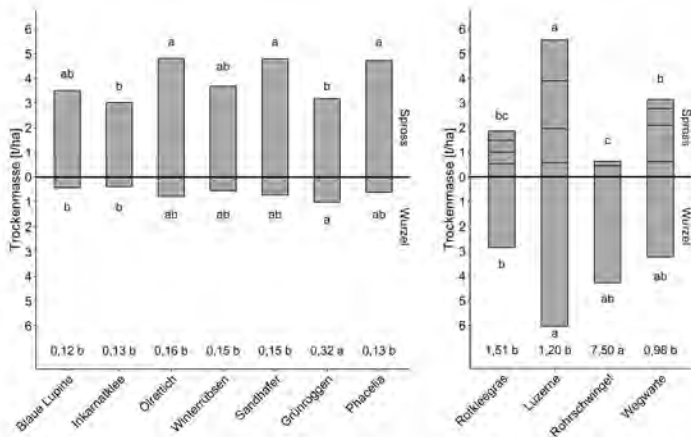 Trockenmasse [t/ha]
6
5
4
3
2
1
0
1
2
3
4
5
6
ab
b
a
ab
a
b
a
Spross
Wurzel
b
b
ab
ab
ab
a
ab
0,12 b
0,13 b
0,16 b
0,15 b
0,15 b
0,32 a
0,13 b
Blaue Lupine
Inkarnatklee
Ölrettich
Winterrübsen
Sandhafer
Grünroggen
Phacelia
Trockenmasse [t/ha]
6
5
4
3
2
1
0
1
2
3
4
5
6
bc
a
c
b
Spross
Wurzel
b
a
ab
ab
1,51 b
1,20 b
7,50 a
0,98 b
Rotkleegras
Luzerne
Rohrschwingel
Wegwarte